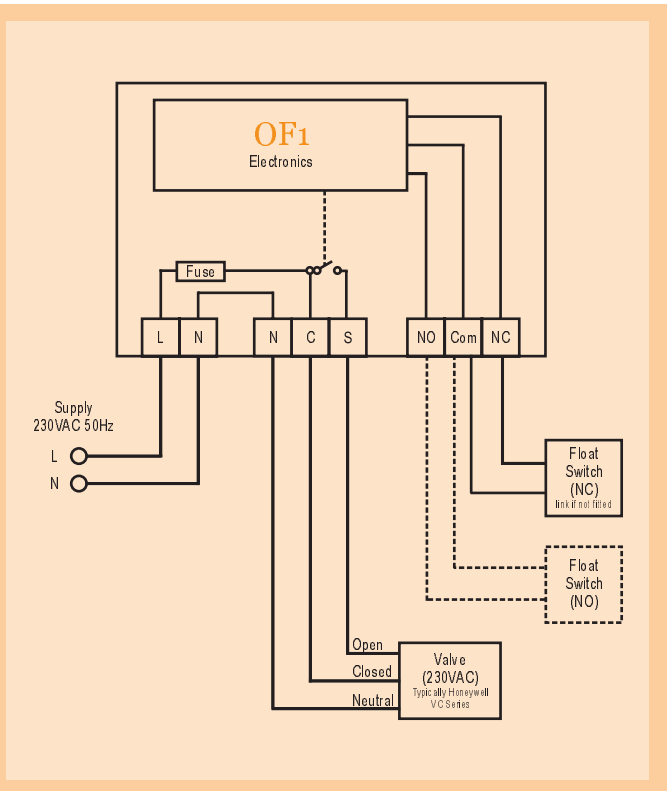 OF1
Electronics
Fuse
L N N C S NO Com NC
Supply
230VAC 50Hz
L
N
Float
Switch
(NC)
link if not fitted
Float
Switch
(NO)
Open
Closed
Neutral
Valve
(230VAC)
Typically Honeywell
VC Series